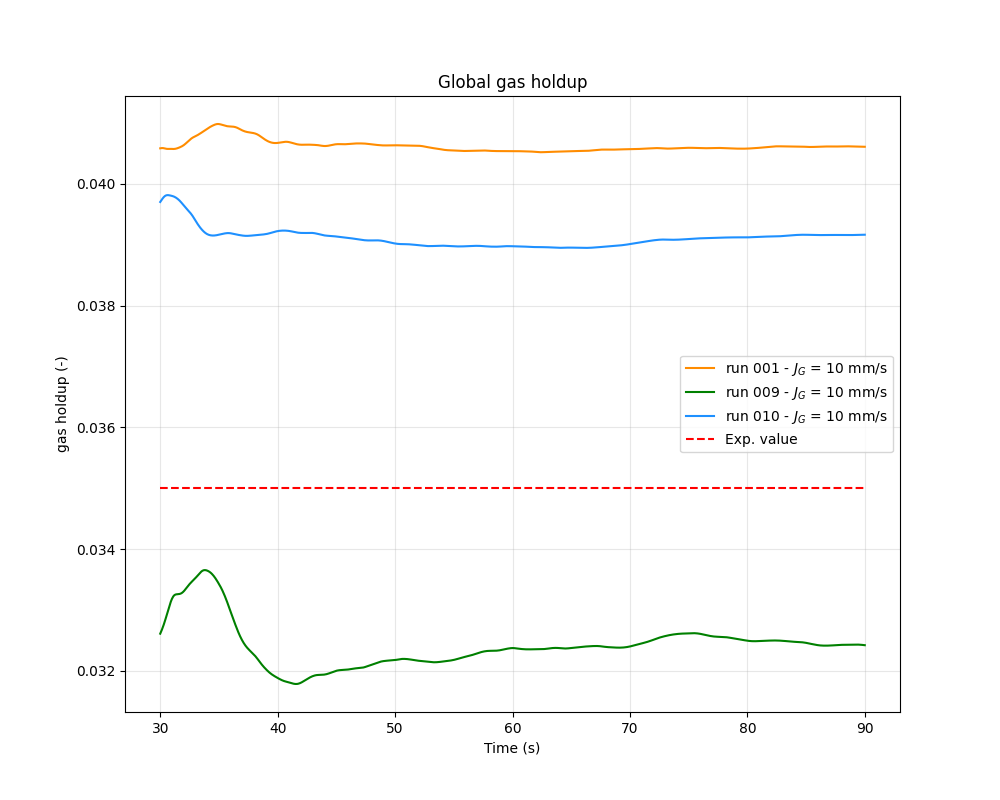 Global gas holdup
gas holdup (-)
0.040
0.038
0.036
0.034
0.032
run 001 - J_G = 10 mm/s
run 009 - J_G = 10 mm/s
run 010 - J_G = 10 mm/s
Exp. value
30 40 50 60 70 80 90
Time (s)